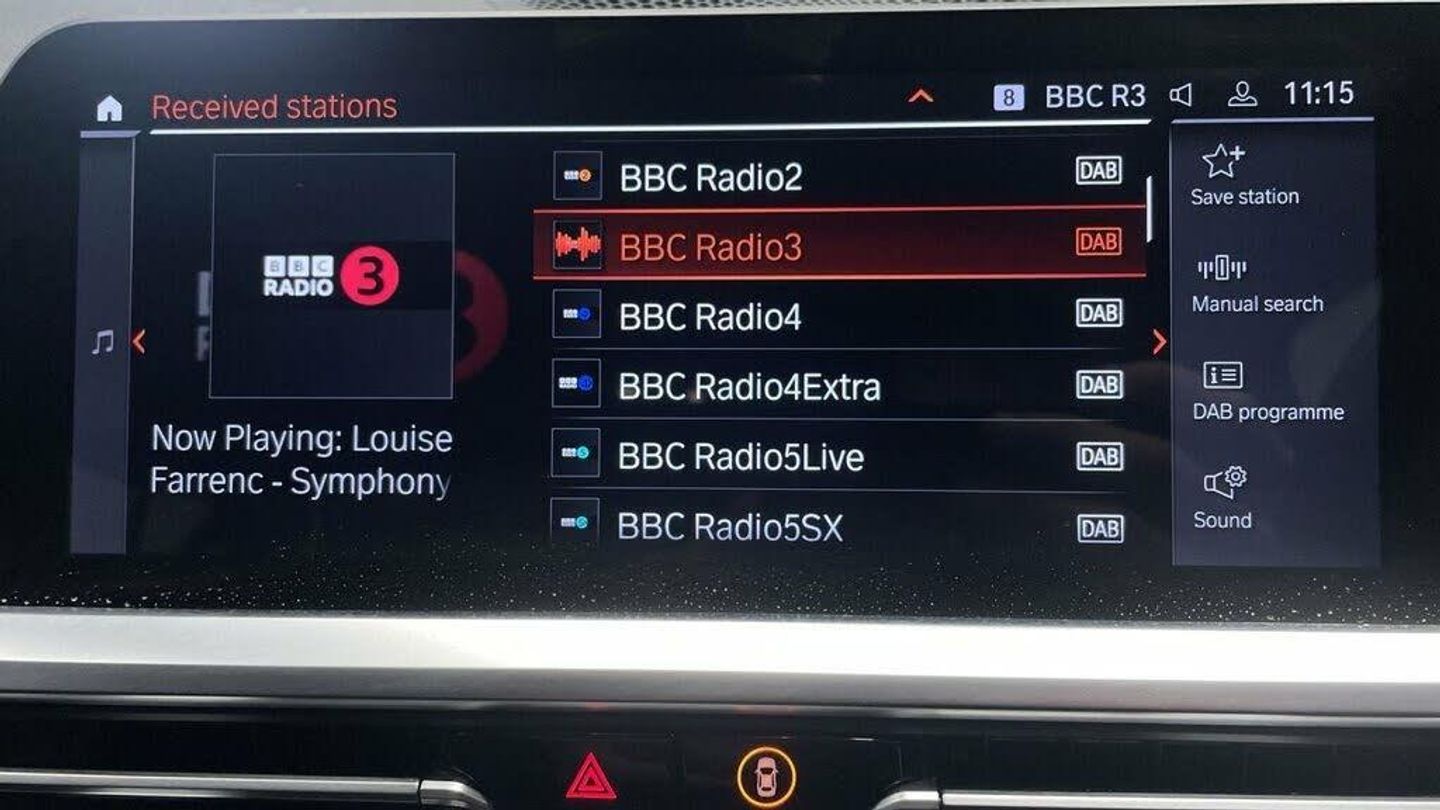 Received stations
8 BBC R3 11:15
BBC RADIO 3
Now Playing: Louise
Farrenc - Symphony
BBC Radio2 DAB
BBC Radio3 DAB
BBC Radio4 DAB
BBC Radio4Extra DAB
BBC Radio5Live DAB
BBC Radio5SX DAB
Save station
Manual search
DAB programme
Sound